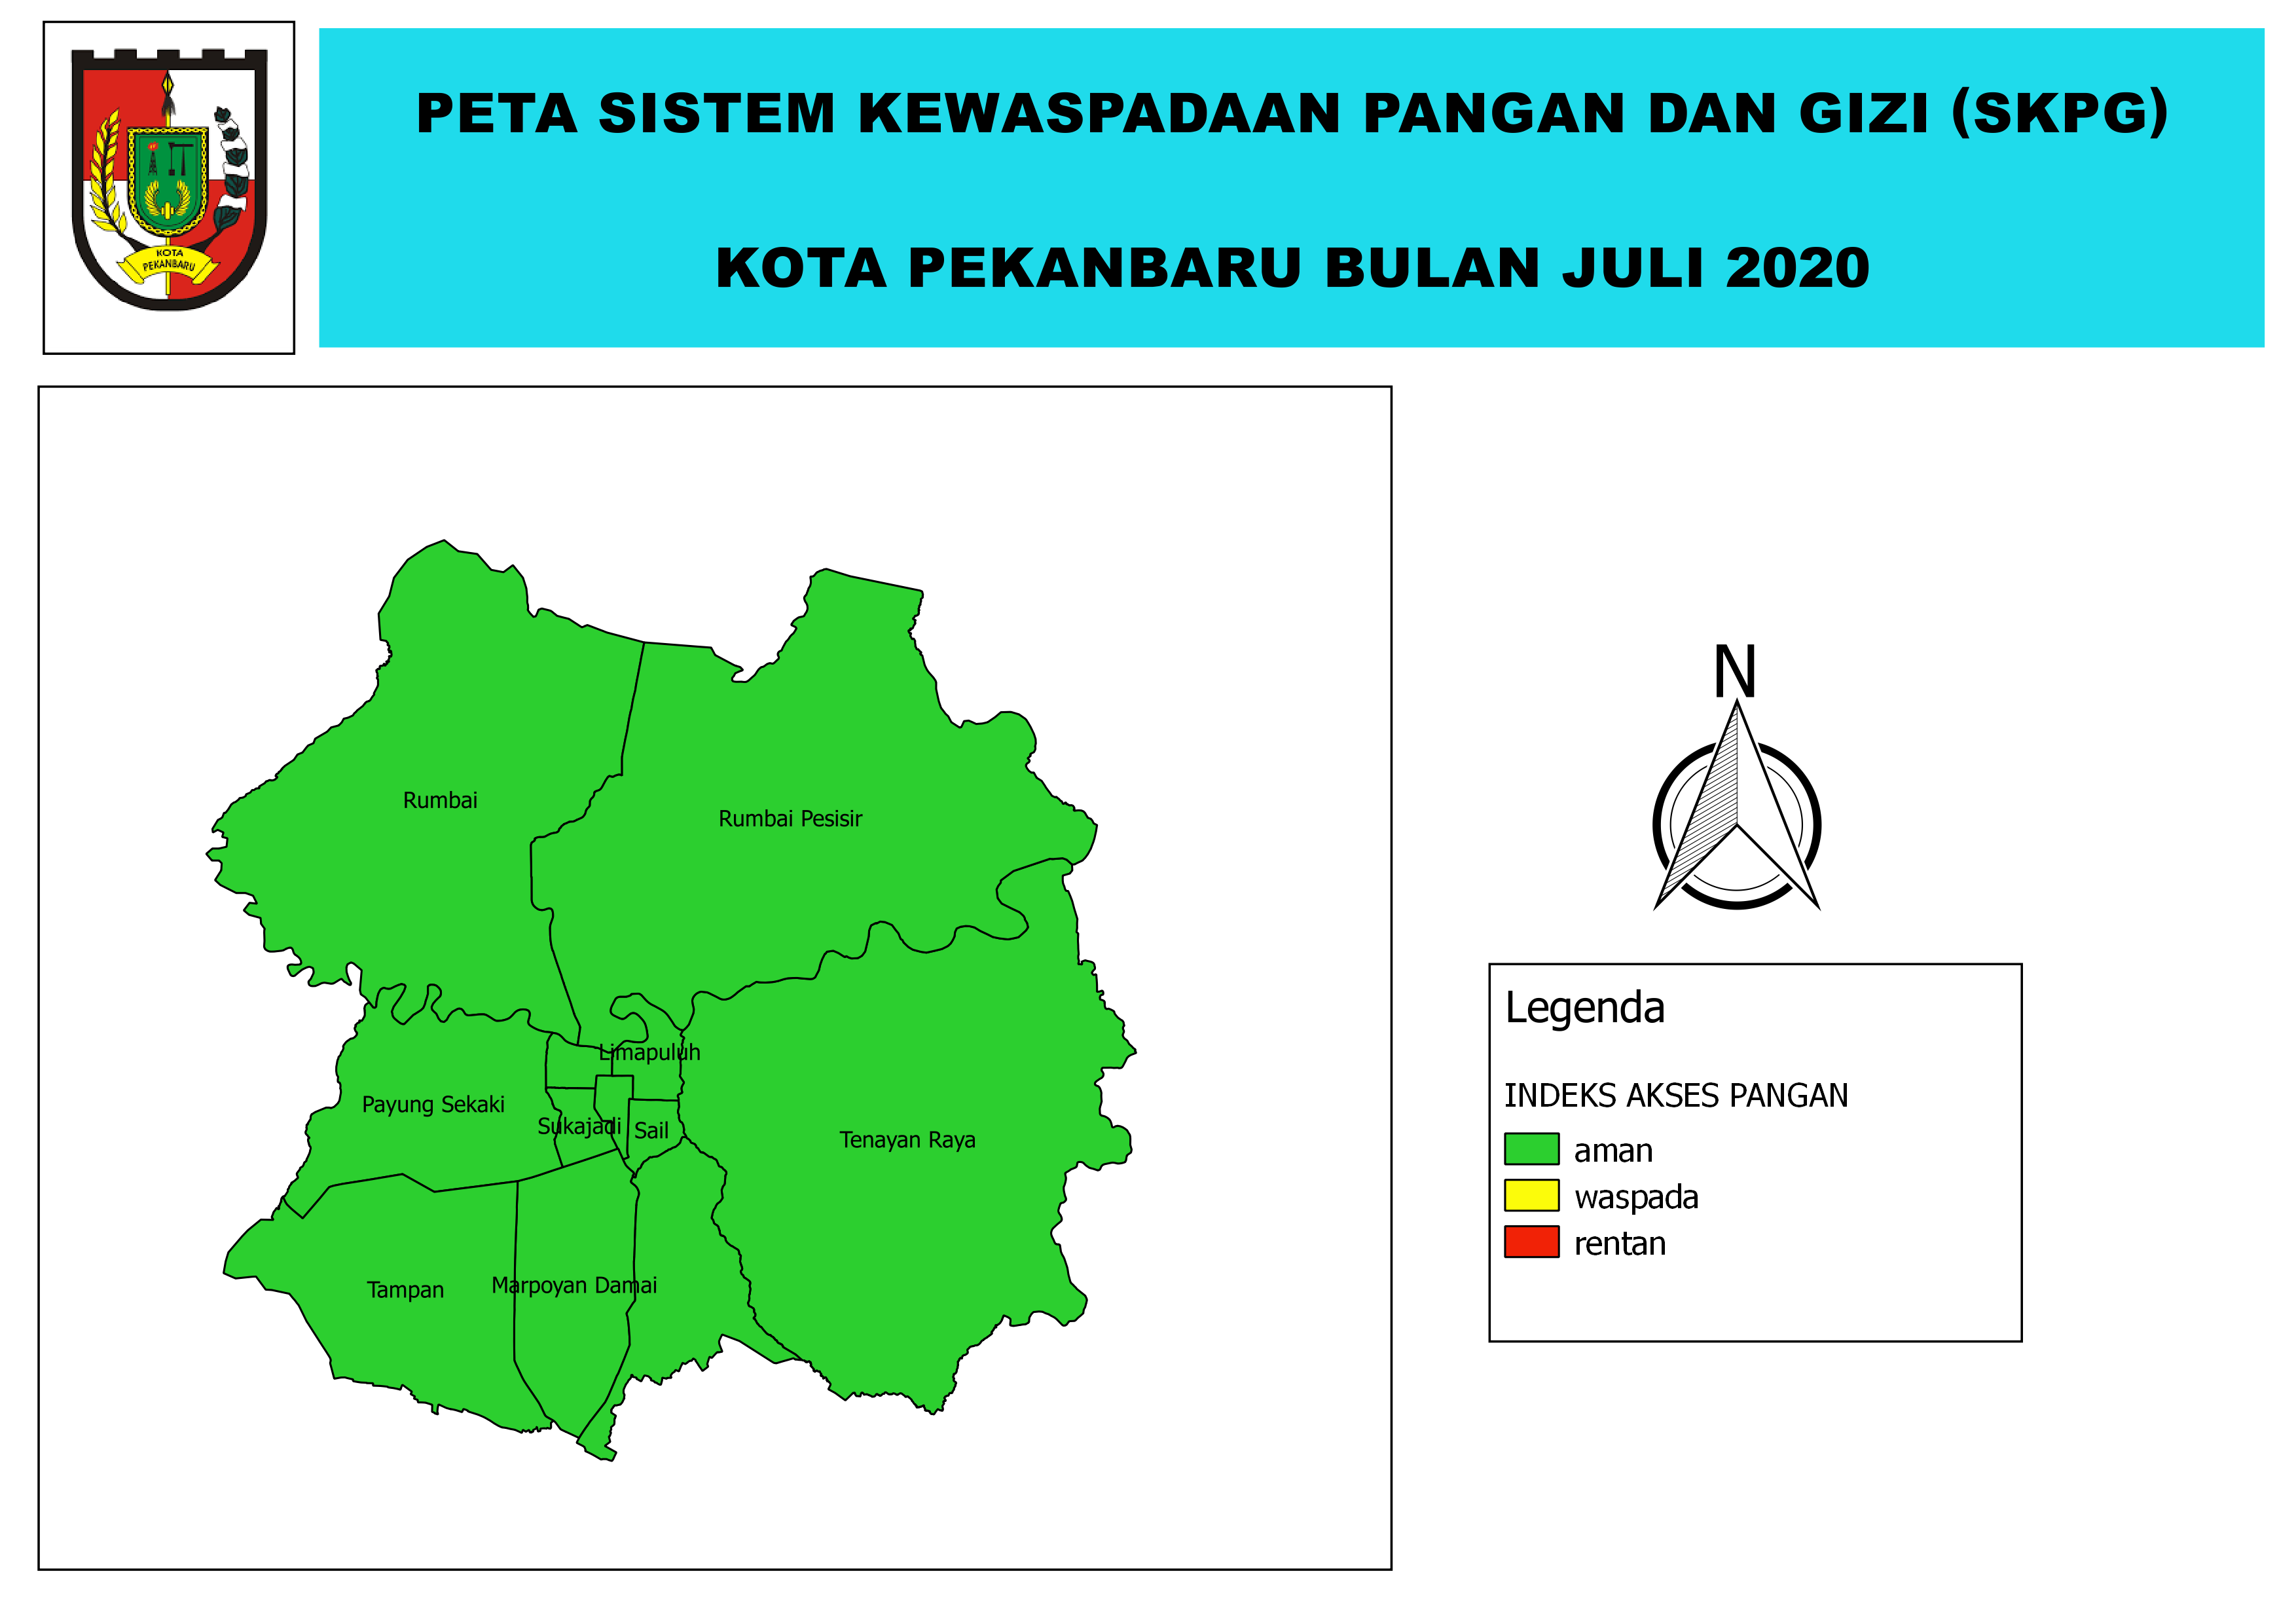 PETA SISTEM KEWASPADAAN PANGAN DAN GIZI (SKPG)
KOTA PEKANBARU BULAN JULI 2020
KOTA
PEKANBARU
Rumbai
Rumbai Pesisir
Limapuluh
Payung Sekaki
Sukajadi
Sail
Tenayan Raya
Tampan
Marpoyan Damai
N
Legenda
INDEKS AKSES PANGAN
aman
waspada
rentan